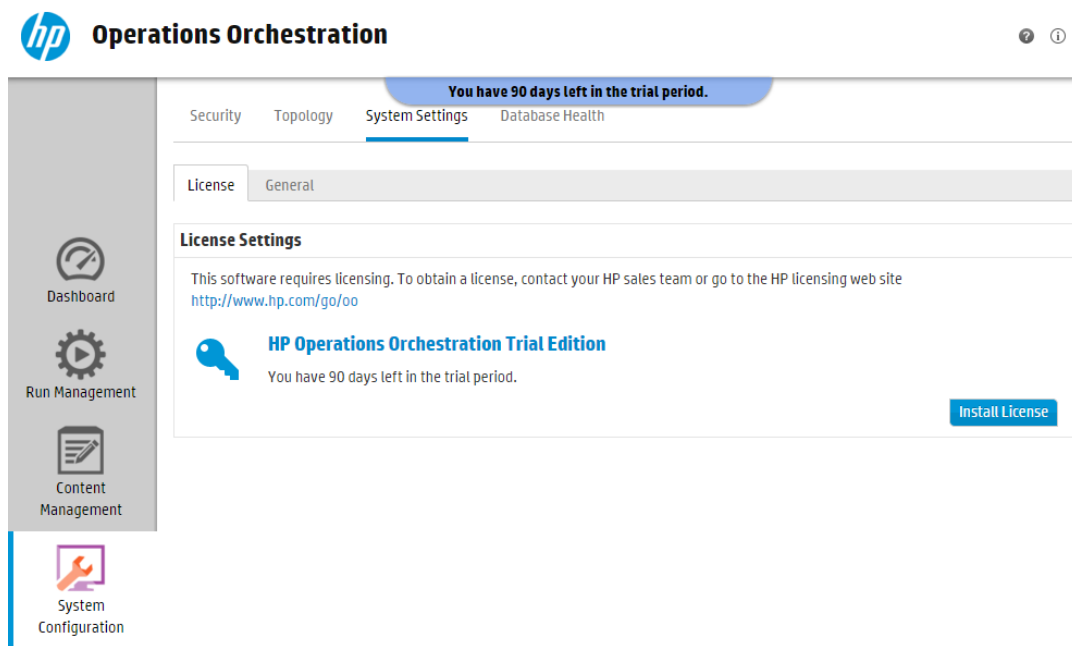 hp
Operations Orchestration
You have 90 days left in the trial period.
Security Topology System Settings Database Health
License General
License Settings
This software requires licensing. To obtain a license, contact your HP sales team or go to the HP licensing web site
http://www.hp.com/go/oo
HP Operations Orchestration Trial Edition
You have 90 days left in the trial period.
Install License
Dashboard
Run Management
Content
Management
System
Configuration